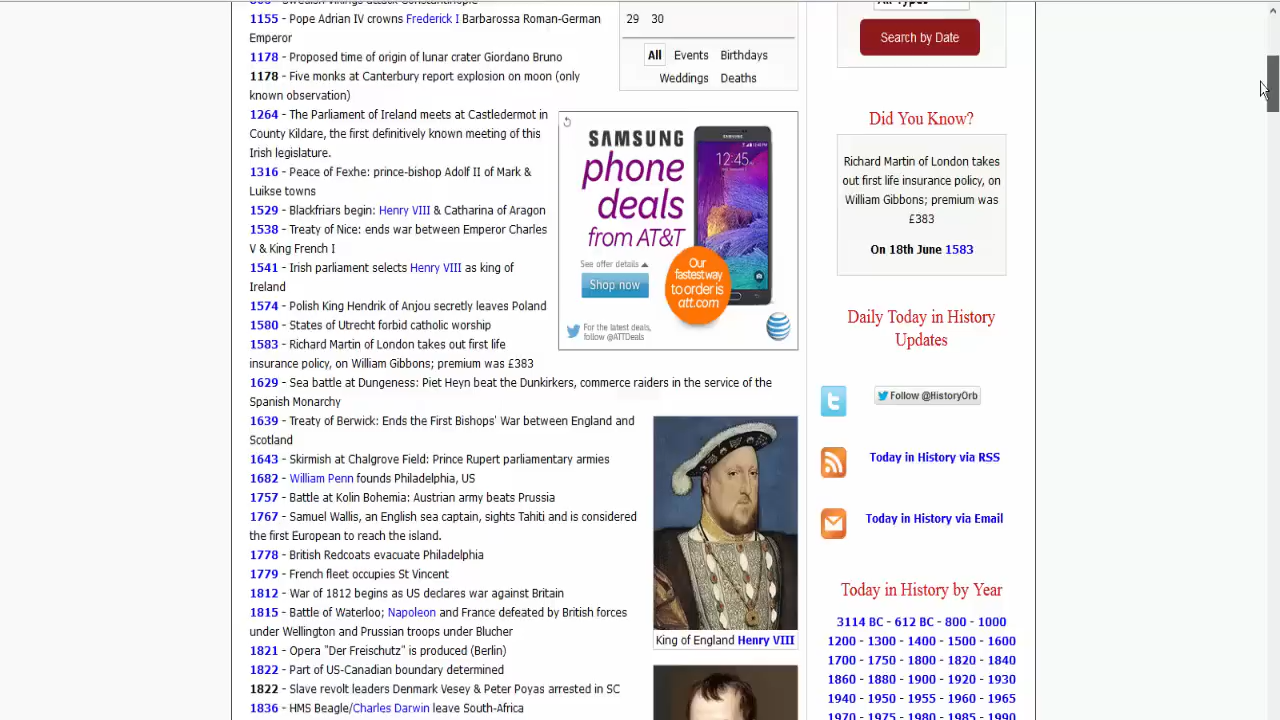 1155 - Pope Adrian IV crowns Frederick I Barbarossa Roman-German
Emperor
1178 - Proposed time of origin of lunar crater Giordano Bruno
1178 - Five monks at Canterbury report explosion on moon (only
known observation)
1264 - The Parliament of Ireland meets at Castledermot in
County Kildare, the first definitively known meeting of this
Irish legislature.
1316 - Peace of Fexhe: prince-bishop Adolf II of Mark &
Luikse towns
1529 - Blackfriars begin: Henry VIII & Catharina of Aragon
1538 - Treaty of Nice: ends war between Emperor Charles
V & King French I
1541 - Irish parliament selects Henry VIII as king of
Ireland
1574 - Polish King Hendrik of Anjou secretly leaves Poland
1580 - States of Utrecht forbid catholic worship
1583 - Richard Martin of London takes out first life
insurance policy, on William Gibbons; premium was £383
1629 - Sea battle at Dungeness: Piet Heyn beat the Dunkirkers, commerce raiders in the service of the
Spanish Monarchy
1639 - Treaty of Berwick: Ends the First Bishops' War between England and
Scotland
1643 - Skirmish at Chalgrove Field: Prince Rupert parliamentary armies
1682 - William Penn founds Philadelphia, US
1757 - Battle at Kolin Bohemia: Austrian army beats Prussia
1767 - Samuel Wallis, an English sea captain, sights Tahiti and is considered
the first European to reach the island.
1778 - British Redcoats evacuate Philadelphia
1779 - French fleet occupies St Vincent
1812 - War of 1812 begins as US declares war against Britain
1815 - Battle of Waterloo; Napoleon and France defeated by British forces
under Wellington and Prussian troops under Blucher
1821 - Opera "Der Freischutz" is produced (Berlin)
1822 - Part of US-Canadian boundary determined
1822 - Slave revolt leaders Denmark Vesey & Peter Poyas arrested in SC
1836 - HMS Beagle/Charles Darwin leave South-Africa
29 30
All Events Birthdays
Weddings Deaths
SAMSUNG
phone
deals
from AT&T
See offer details
Shop now
Our
fastest way
to order is
att.com
For the latest deals,
follow @ATTDeals
12:45
King of England Henry VIII
Search by Date
Did You Know?
Richard Martin of London takes
out first life insurance policy, on
William Gibbons; premium was
£383
On 18th June 1583
Daily Today in History
Updates
Follow @HistoryOrb
Today in History via RSS
Today in History via Email
Today in History by Year
3114 BC - 612 BC - 800 - 1000
1200 - 1300 - 1400 - 1500 - 1600
1700 - 1750 - 1800 - 1820 - 1840
1860 - 1880 - 1900 - 1920 - 1930
1940 - 1950 - 1955 - 1960 - 1965
1970 - 1975 - 1980 - 1985 - 1990